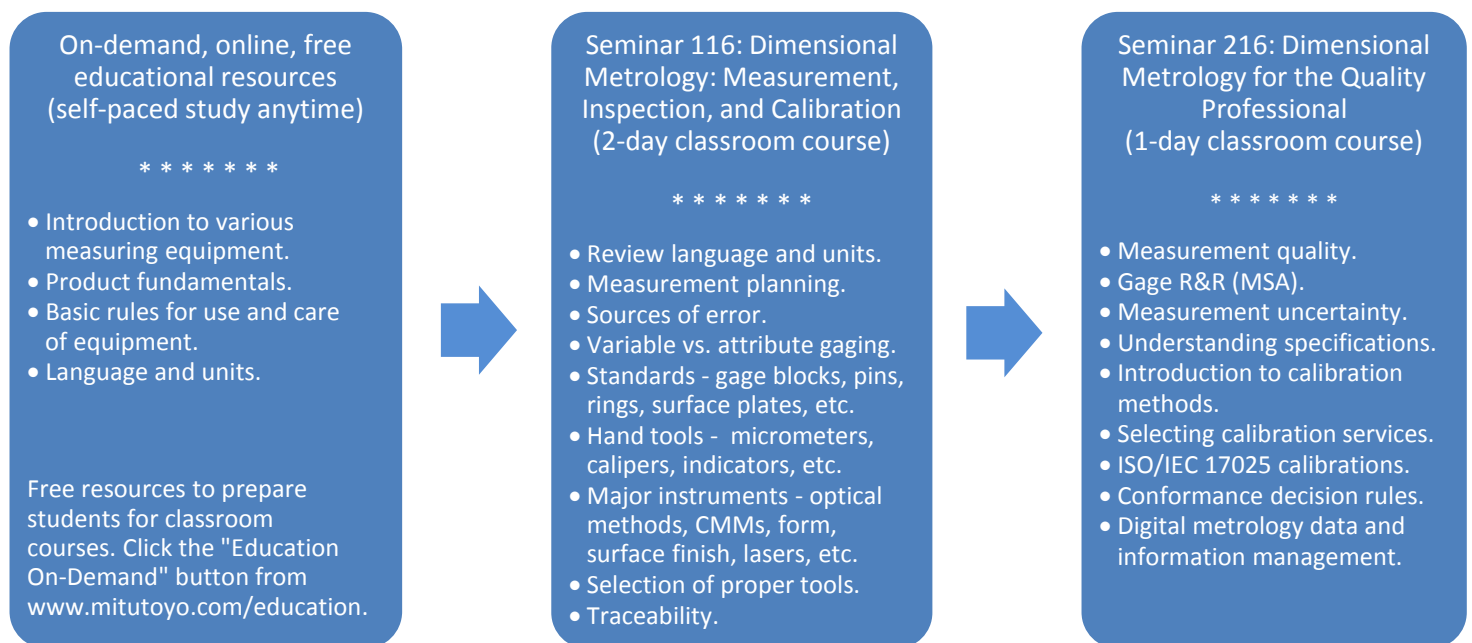 On-demand, online, free
educational resources
(self-paced study anytime)
* * * * * * *
• Introduction to various
measuring equipment.
• Product fundamentals.
• Basic rules for use and care
of equipment.
• Language and units.
Free resources to prepare
students for classroom
courses. Click the "Education
On-Demand" button from
www.mitutoyo.com/education.
Seminar 116: Dimensional
Metrology: Measurement,
Inspection, and Calibration
(2-day classroom course)
* * * * * * *
• Review language and units.
• Measurement planning.
• Sources of error.
• Variable vs. attribute gaging.
• Standards - gage blocks, pins,
rings, surface plates, etc.
• Hand tools - micrometers,
calipers, indicators, etc.
• Major instruments - optical
methods, CMMs, form,
surface finish, lasers, etc.
• Selection of proper tools.
• Traceability.
Seminar 216: Dimensional
Metrology for the Quality
Professional
(1-day classroom course)
* * * * * * *
• Measurement quality.
• Gage R&R (MSA).
• Measurement uncertainty.
• Understanding specifications.
• Introduction to calibration
methods.
• Selecting calibration services.
• ISO/IEC 17025 calibrations.
• Conformance decision rules.
• Digital metrology data and
information management.